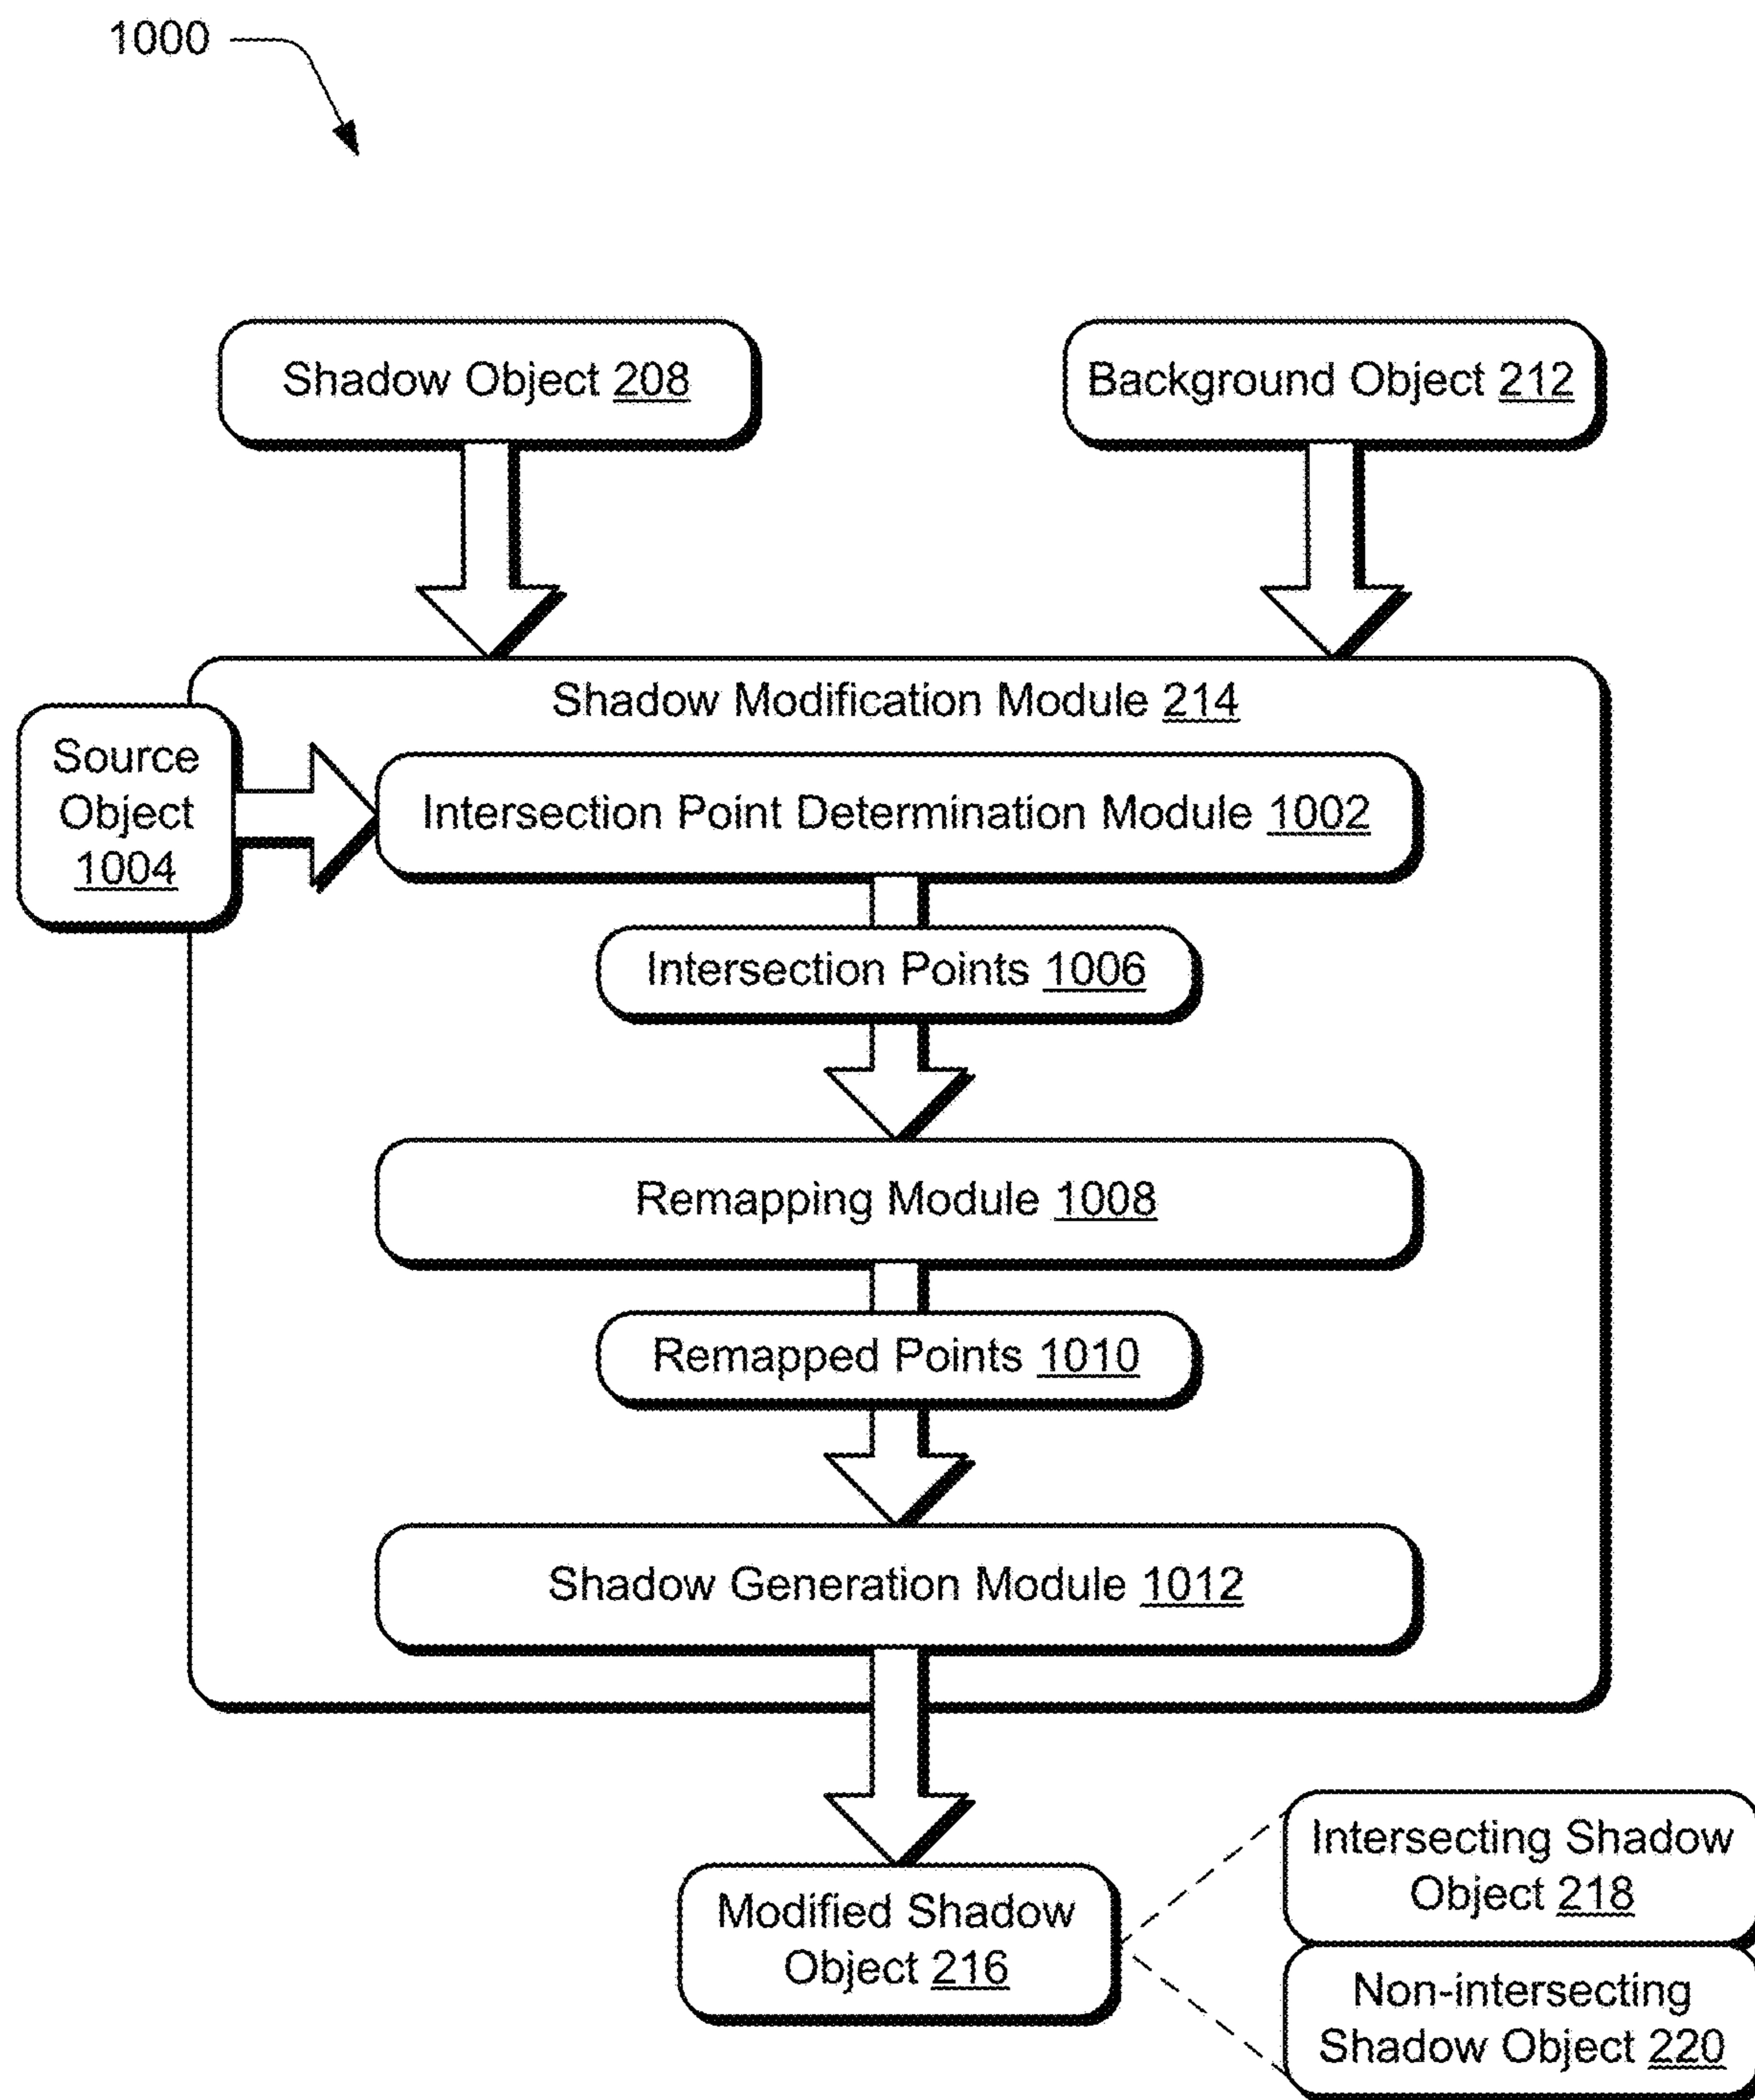 1000
Shadow Object 208
Background Object 212
Shadow Modification Module 214
Source
Object
1004
Intersection Point Determination Module 1002
Intersection Points 1006
Remapping Module 1008
Remapped Points 1010
Shadow Generation Module 1012
Modified Shadow
Object 216
Intersecting Shadow
Object 218
Non-intersecting
Shadow Object 220